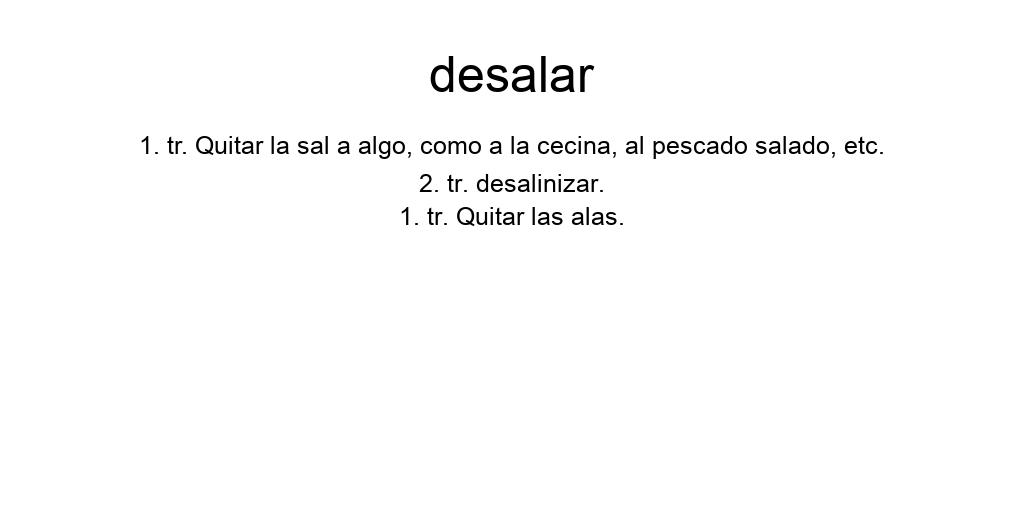 desalar
1. tr. Quitar la sal a algo, como a la cecina, al pescado salado, etc.
2. tr. desalinizar.
1. tr. Quitar las alas.